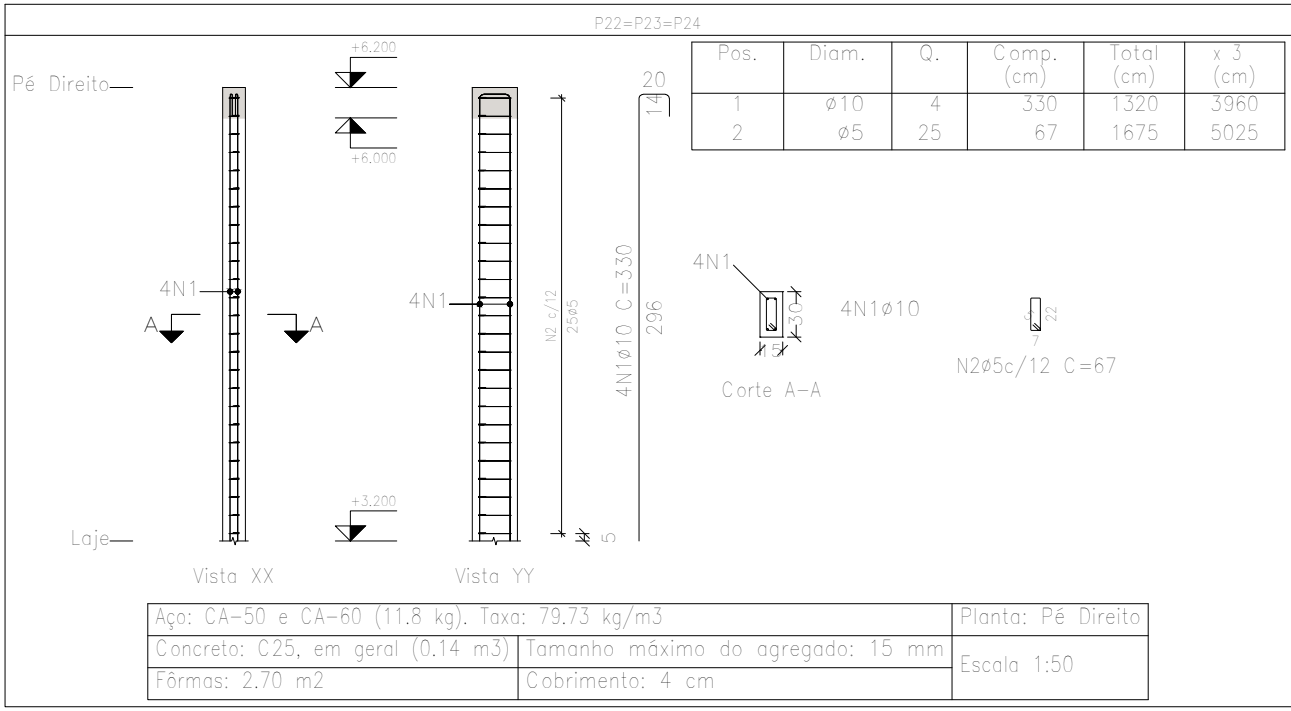 P22=P23=P24
Pé Direito
+6.200
+6.000
4N1
A A
+3.200
Laje
Vista XX
4N1
N2 c/12
25ø5
5
Vista YY
20
14
4N1ø10 C=330
296
Pos. Diam. Q. Comp. (cm) Total (cm) x 3 (cm)
1 ø10 4 330 1320 3960
2 ø5 25 67 1675 5025
4N1
30
15
Corte A-A
4N1ø10
22
7
N2ø5c/12 C=67
Aço: CA-50 e CA-60 (11.8 kg). Taxa: 79.73 kg/m3
Planta: Pé Direito
Concreto: C25, em geral (0.14 m3)
Tamanho máximo do agregado: 15 mm
Escala 1:50
Fôrmas: 2.70 m2
Cobrimento: 4 cm